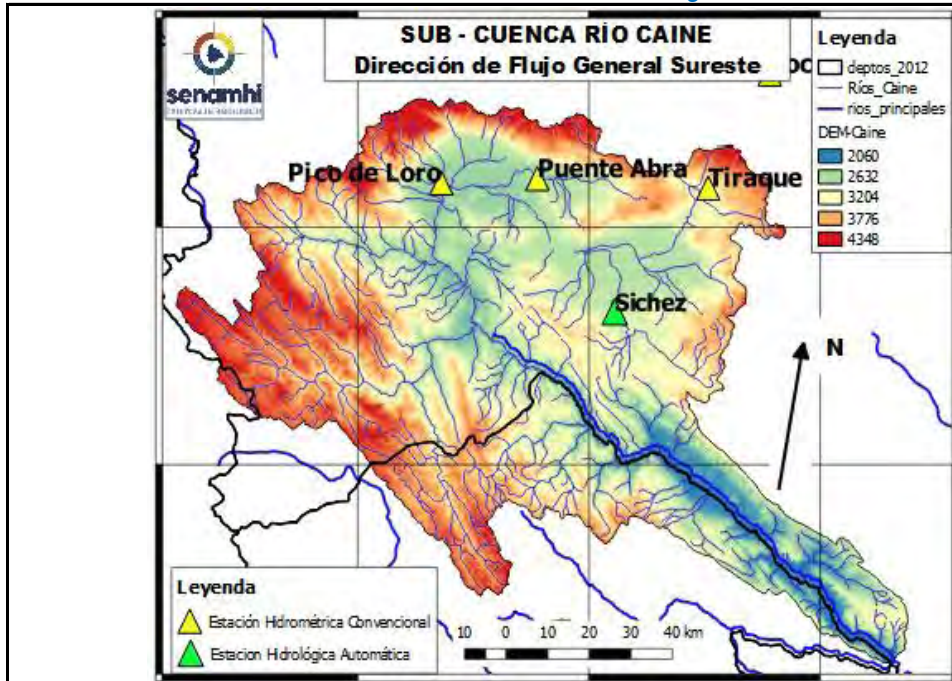 SUB - CUENCA RÍO CAINE
Dirección de Flujo General Sureste
senamhi
Leyenda
deptos_2012
Ríos_Caine
rios_principales
DEM-Caine
2060
2632
3204
3776
4348
Pico de Loro
Puente Abra
Tiraque
Sichez
N
Leyenda
Estación Hidrométrica Convencional
Estacion Hidrológica Automática
10 0 10 20 30 40 km